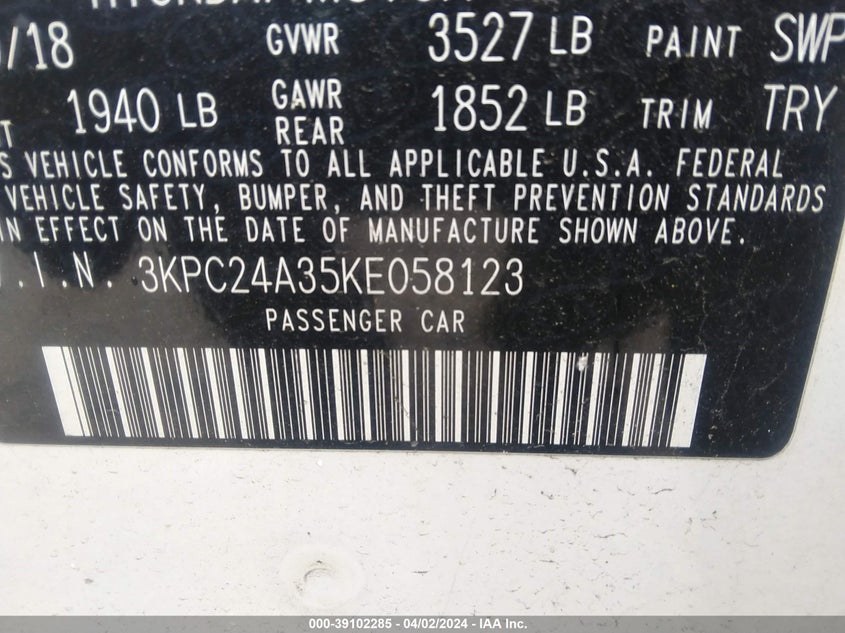 /18 GVWR 3527 LB PAINT SWP
1940 LB GAWR REAR 1852 LB TRIM TRY
S VEHICLE CONFORMS TO ALL APPLICABLE U.S.A. FEDERAL
VEHICLE SAFETY, BUMPER, AND THEFT PREVENTION STANDARDS
IN EFFECT ON THE DATE OF MANUFACTURE SHOWN ABOVE.
.I.N. 3KPC24A35KE058123
PASSENGER CAR
000-39102285 - 04/02/2024 - IAA Inc.